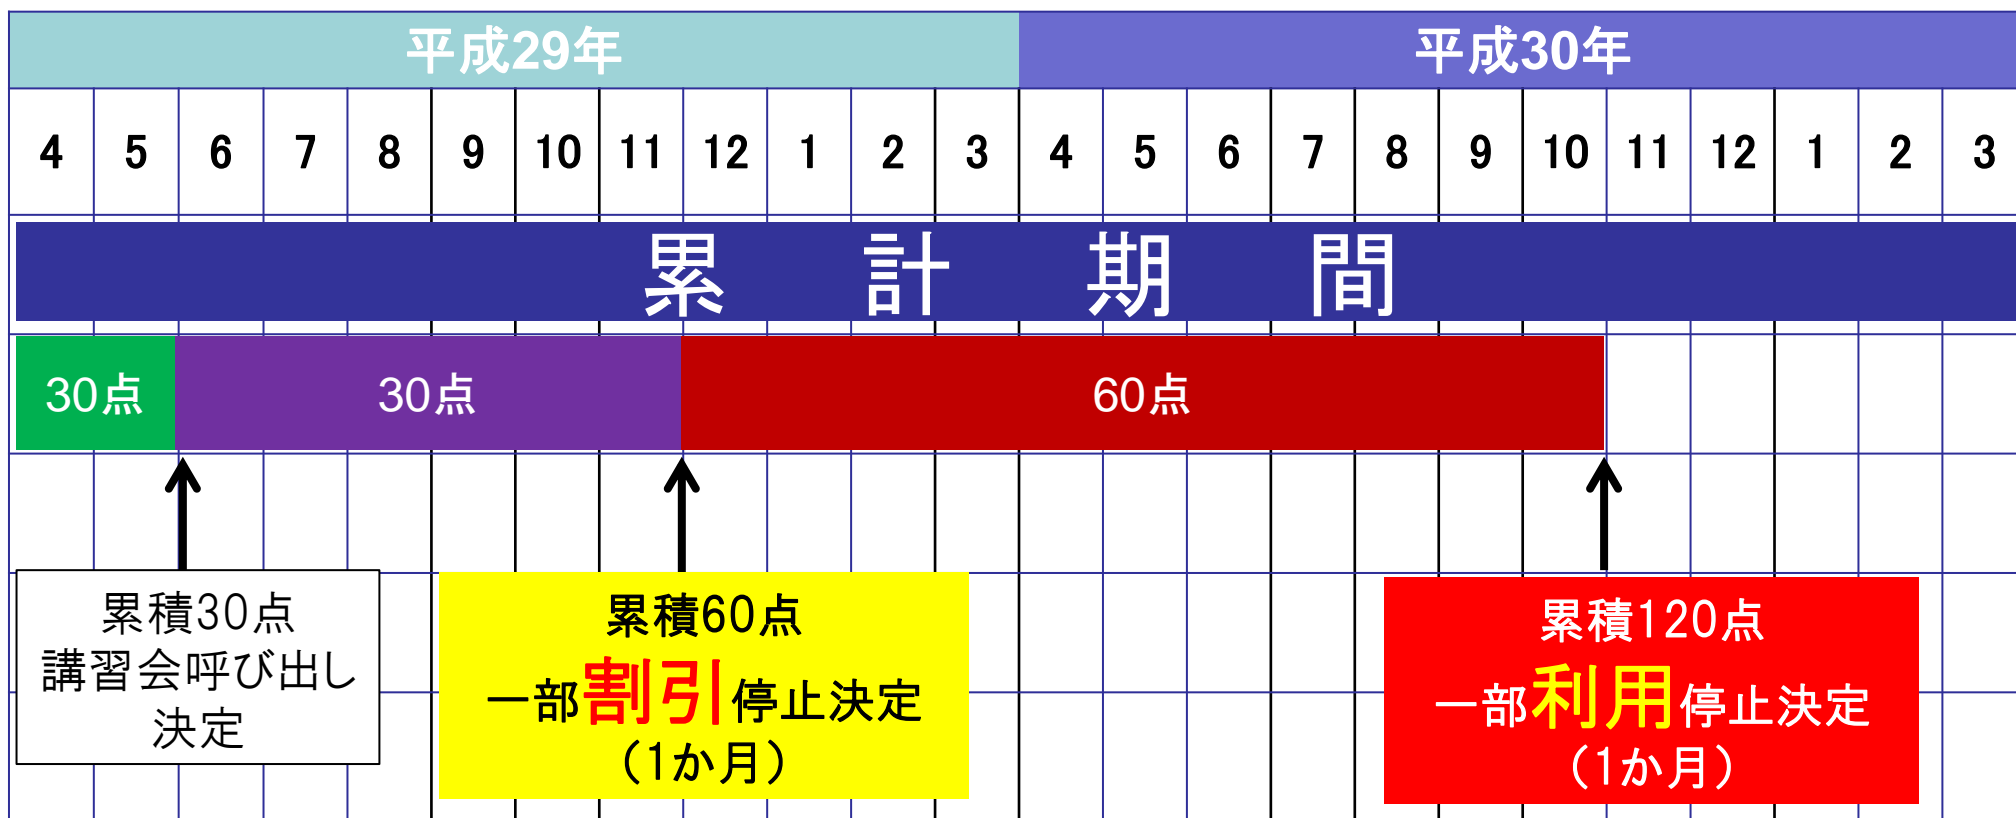 平成29年 平成30年
4 5 6 7 8 9 10 11 12 1 2 3 4 5 6 7 8 9 10 11 12 1 2 3
累計期間
30点 30点 60点
累積30点
講習会呼び出し
決定
累積60点
一部割引停止決定
（1か月）
累積120点
一部利用停止決定
（1か月）